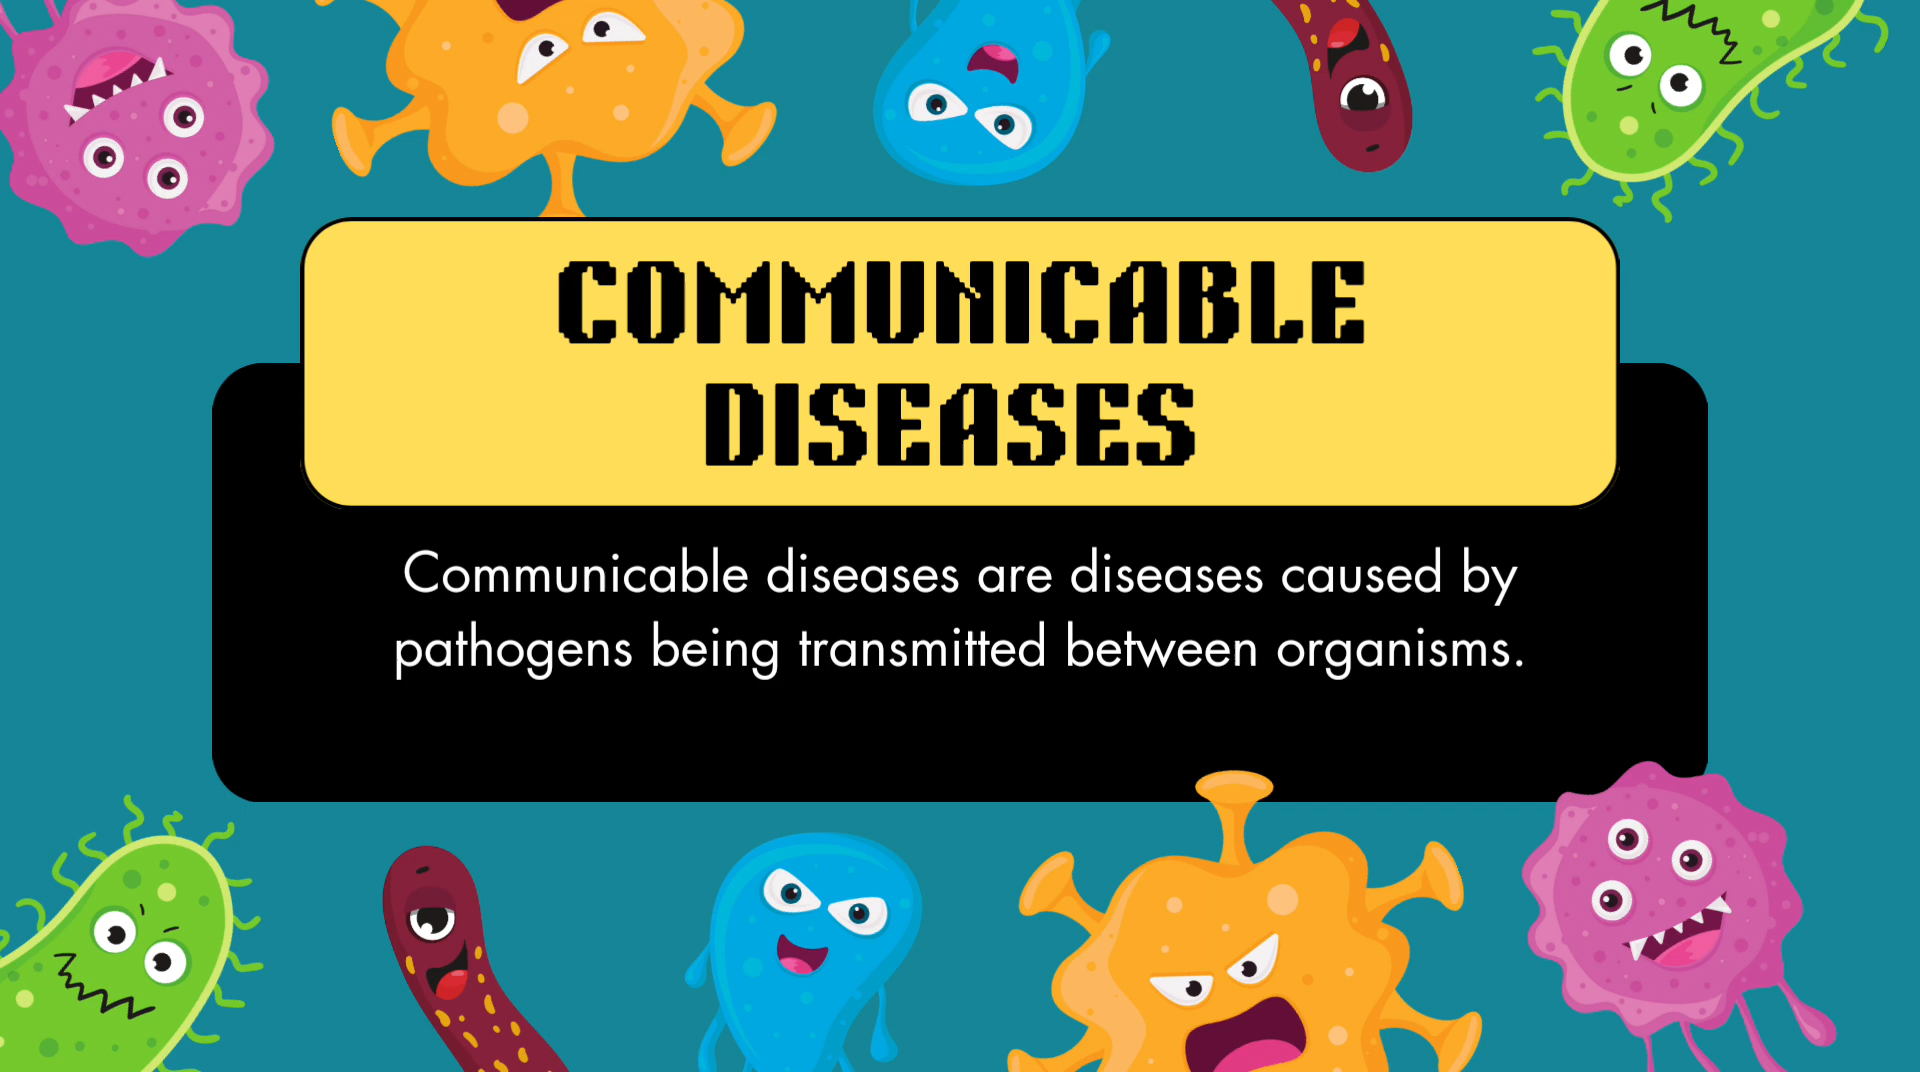 COMMUNICABLE
DISEASES
Communicable diseases are diseases caused by
pathogens being transmitted between organisms.